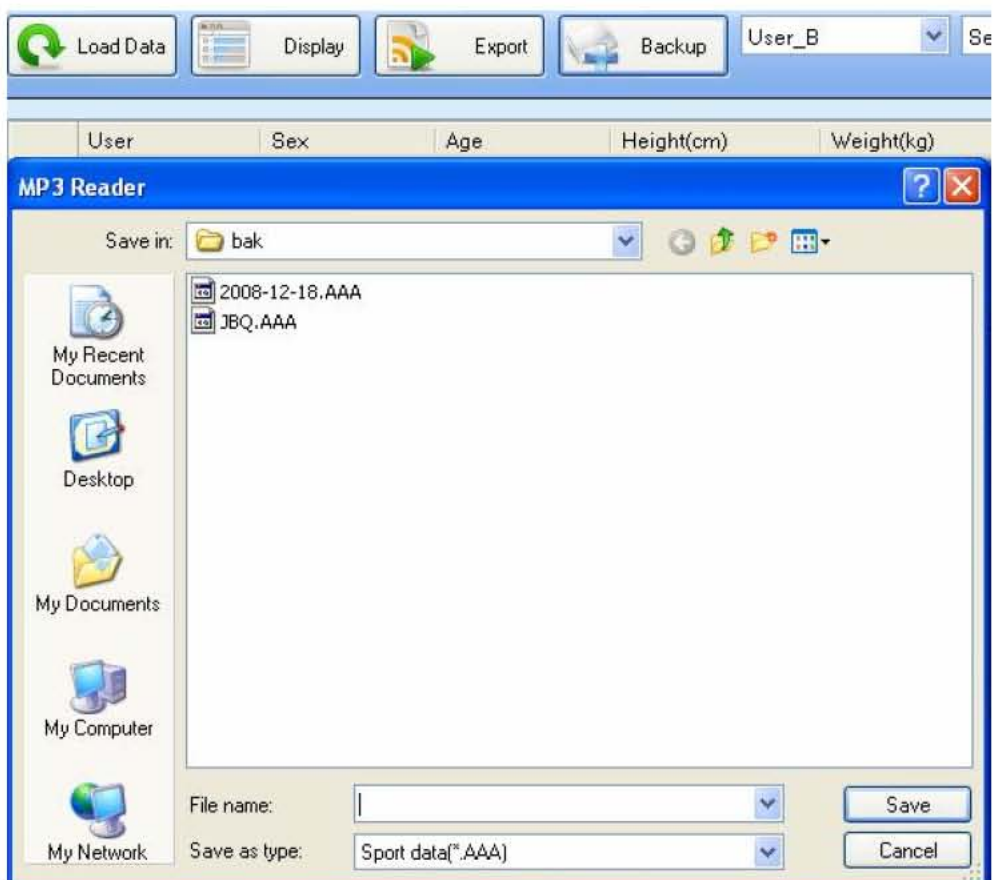 Load Data Display Export Backup User_B Se
User Sex Age Height(cm) Weight(kg)
MP3 Reader
Save in: bak
2008-12-18.AAA
JBQ.AAA
My Recent
Documents
Desktop
My Documents
My Computer
My Network
File name: Save
Save as type: Sport data(*.AAA) Cancel